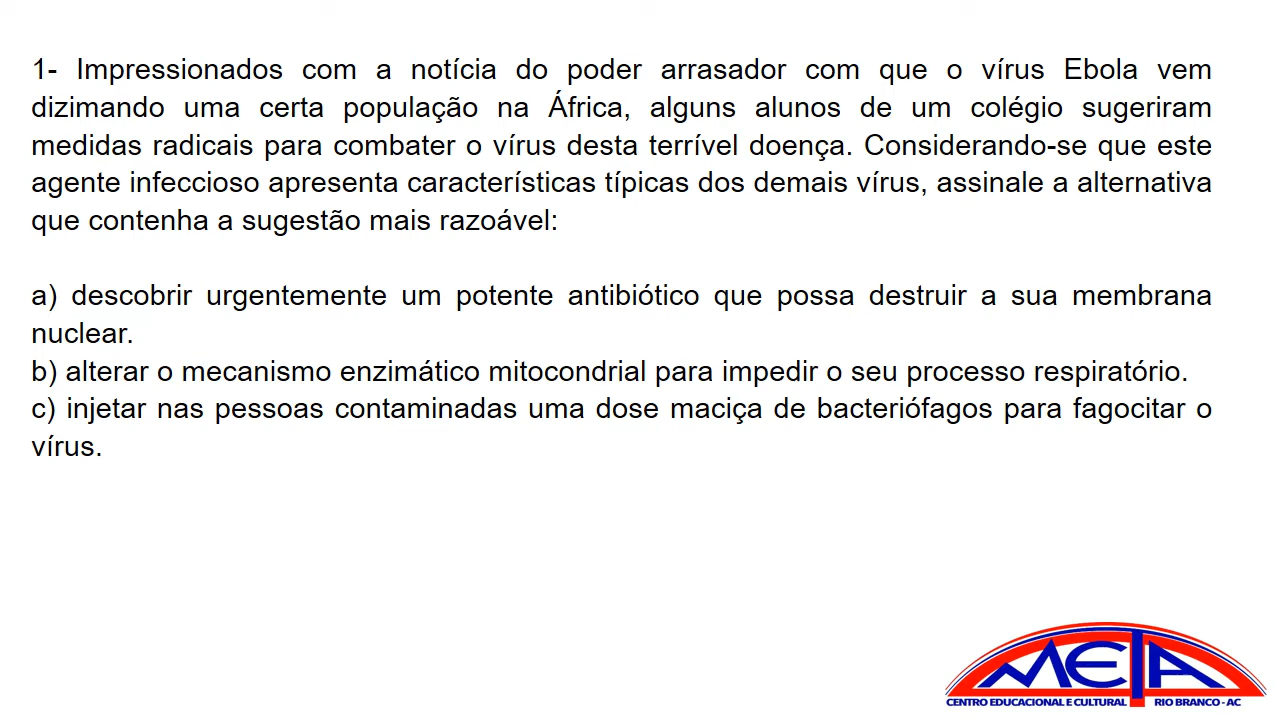 1- Impressionados com a notícia do poder arrasador com que o vírus Ebola vem
dizimando uma certa população na África, alguns alunos de um colégio sugeriram
medidas radicais para combater o vírus desta terrível doença. Considerando-se que este
agente infeccioso apresenta características típicas dos demais vírus, assinale a alternativa
que contenha a sugestão mais razoável:
a) descobrir urgentemente um potente antibiótico que possa destruir a sua membrana
nuclear.
b) alterar o mecanismo enzimático mitocondrial para impedir o seu processo respiratório.
c) injetar nas pessoas contaminadas uma dose maciça de bacteriófagos para fagocitar o
vírus.
META
CENTRO EDUCACIONAL E CULTURAL RIO BRANCO - AC